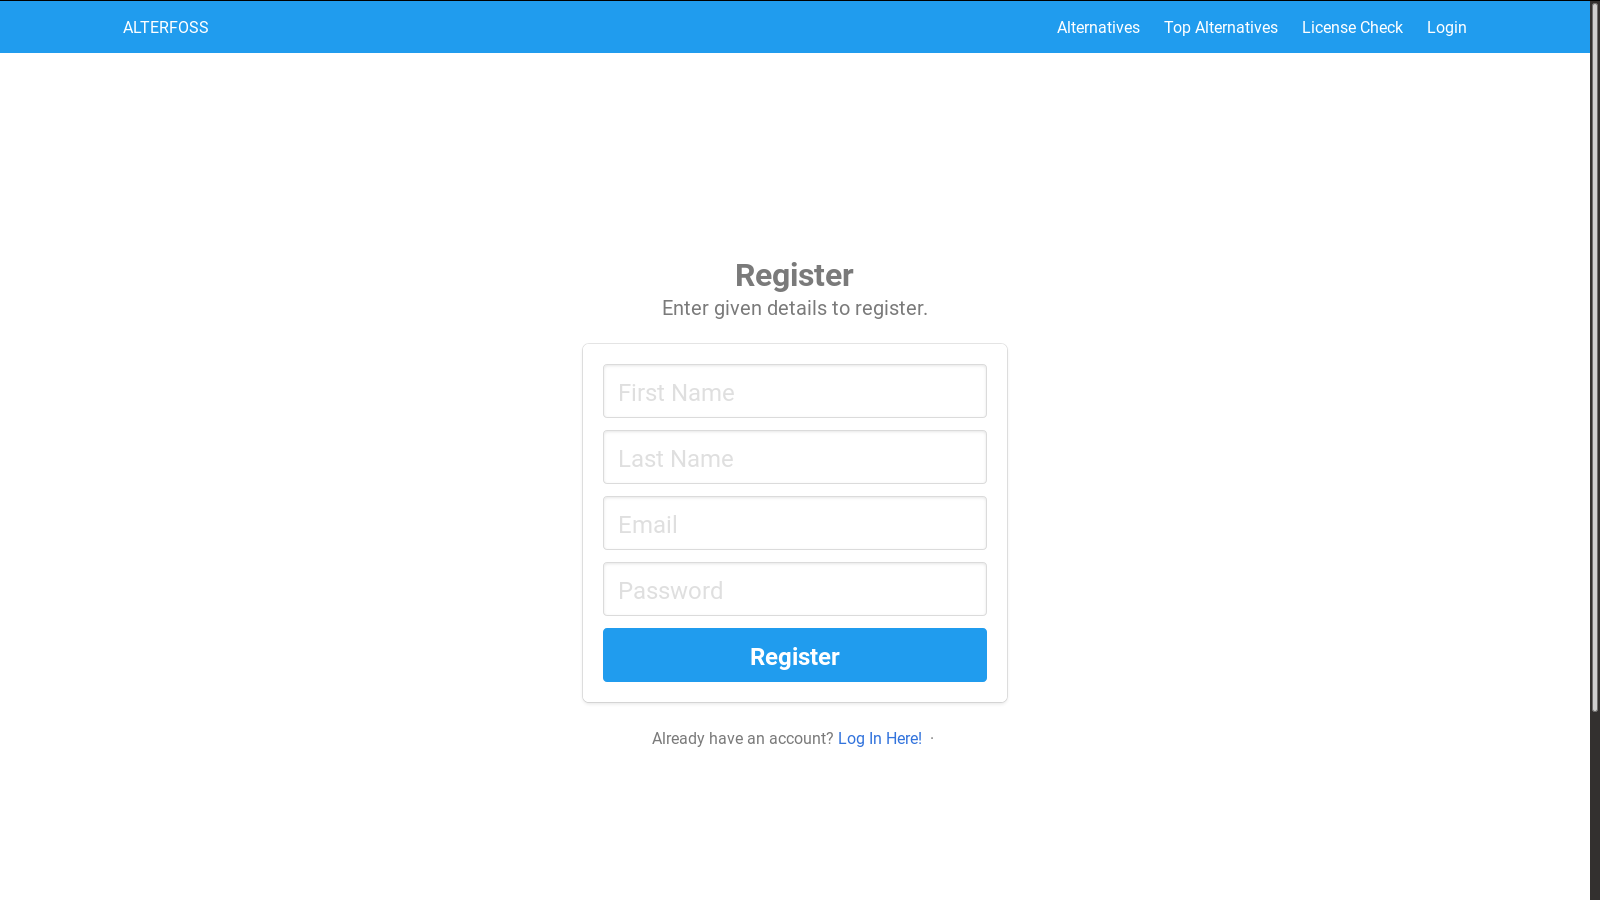 ALTERFOSS
Alternatives Top Alternatives License Check Login
Register
Enter given details to register.
First Name
Last Name
Email
Password
Register
Already have an account? Log In Here! ·